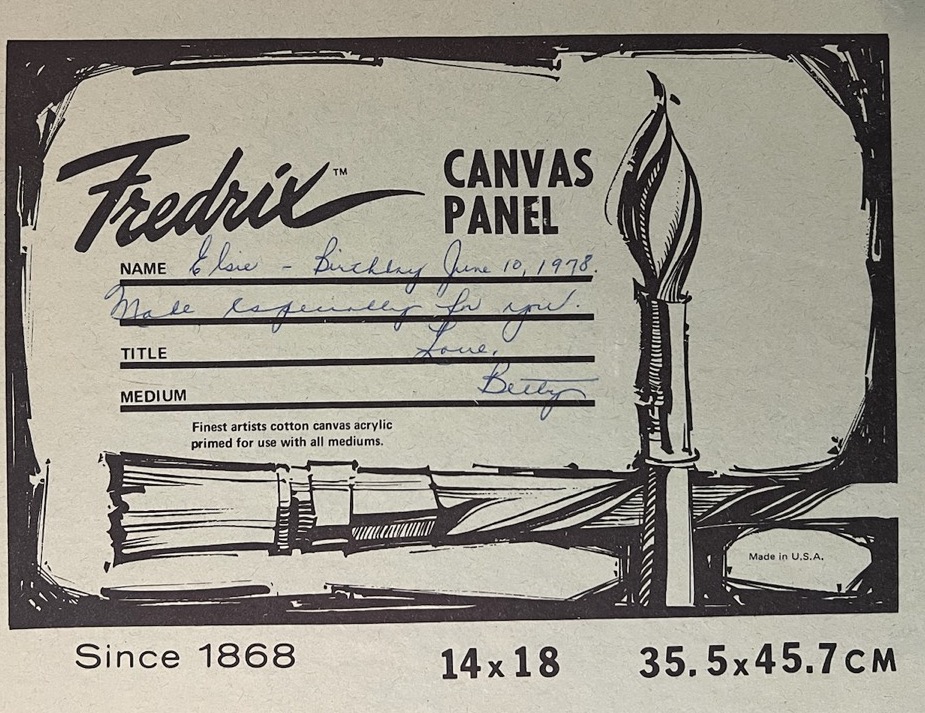 Fredrix™
CANVAS
PANEL
NAME Elsie - Birthday June 10, 1978.
Made especially for you.
TITLE Love,
MEDIUM Betty
Finest artists cotton canvas acrylic
primed for use with all mediums.
Made in U.S.A.
Since 1868 14x18 35.5x45.7CM